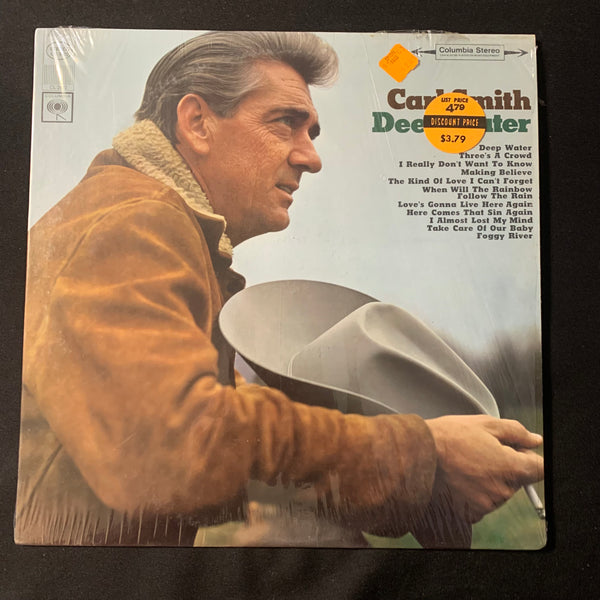 Columbia Stereo
Carl Smith
Deep Water
LIST PRICE
4.79
DISCOUNT PRICE
$3.79
Deep Water
Three's A Crowd
I Really Don't Want To Know
Making Believe
The Kind Of Love I Can't Forget
When Will The Rainbow
Follow The Rain
Love's Gonna Live Here Again
Here Comes That Sin Again
I Almost Lost My Mind
Take Care Of Our Baby
Foggy River